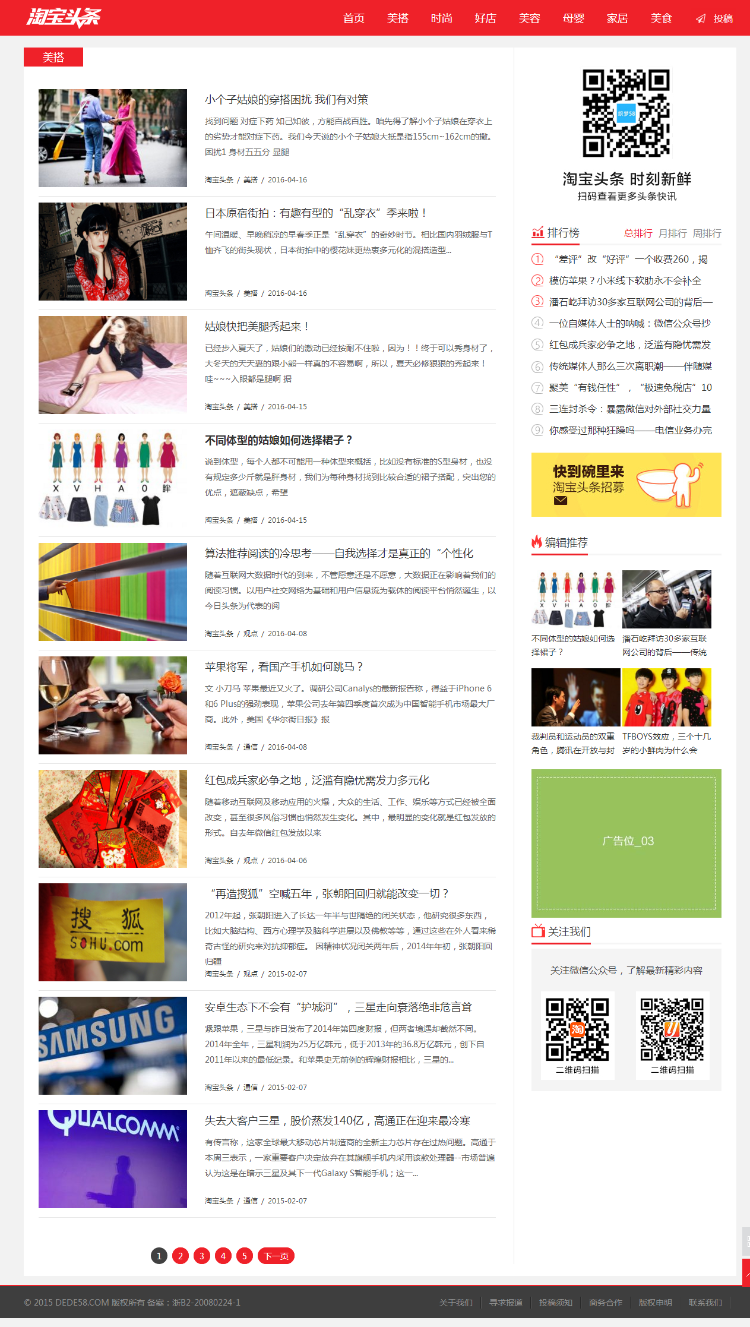 淘宝头条
首页 美搭 时尚 好店 美容 母婴 家居 美食 投稿
美搭
小个子姑娘的穿搭困扰 我们有对策
找到问题 对症下药 知己知彼，方能百战百胜。咱先得了解小个子姑娘在穿衣上
的劣势才能对症下药。我们今天说的小个子姑娘大抵是指155cm~162cm的嫩。
困扰1 身材五五分 显腿
淘宝头条 / 美搭 / 2016-04-16
日本原宿街拍：有趣有型的“乱穿衣”季来啦！
午间温暖、早晚稍凉的早春季正是“乱穿衣”的奇妙时节。相比国内羽绒服与T
恤齐飞的街头现状，日本街拍中的樱花妹更热衷多元化的混搭造型...
淘宝头条 / 美搭 / 2016-04-16
姑娘快把美腿秀起来！
已经步入夏天了，姑娘们的激动已经按耐不住啦，因为！！终于可以秀身材了，
大冬天的天天裹的跟小熊一样真的不容易啊，所以，夏天必修狠狠的秀起来！
哇~~~入眼都是腿啊 据
淘宝头条 / 美搭 / 2016-04-15
不同体型的姑娘如何选择裙子？
说到体型，每个人都不可能用一种体型来概括，比如没有标准的S型身材，也没
有规定多少斤就是胖身材，我们为每种身材找到比较合适的裙子搭配，突出您的
优点，遮蔽缺点，希望
淘宝头条 / 美搭 / 2016-04-15
X V H A O 胖
算法推荐阅读的冷思考——自我选择才是真正的“个性化
随着互联网大数据时代的到来，不管愿意还是不愿意，大数据正在影响着我们的
阅读习惯。以用户社交网络为基础和用户信息流为载体的阅读平台悄然诞生，以
今日头条为代表的阅
淘宝头条 / 观点 / 2016-04-08
苹果将军，看国产手机如何跳马？
文 小刀马 苹果最近又火了。调研公司Canalys的最新报告称，得益于iPhone 6
和6 Plus的强劲表现，苹果公司去年第四季度首次成为中国智能手机市场最大厂
商。此外，美国《华尔街日报》报
淘宝头条 / 通信 / 2016-04-08
红包成兵家必争之地，泛滥有隐忧需发力多元化
随着移动互联网及移动应用的火爆，大众的生活、工作、娱乐等方式已经被全面
改变，甚至很多风俗习惯也悄然发生变化。其中，最明显的变化就是红包发放的
形式。自去年微信红包发放以来
淘宝头条 / 观点 / 2016-04-06
搜狐
SOHU.com
“再造搜狐”空喊五年，张朝阳回归就能改变一切？
2012年起，张朝阳进入了长达一年半与世隔绝的闭关状态，他研究很多东西，
比如大脑结构、西方心理学及脑科学进展以及佛教等等，通过这些在外人看来稀
奇古怪的研究来对抗抑郁症。 因精神状况闭关两年后，2014年年初，张朝阳回
归疆
淘宝头条 / 观点 / 2015-02-07
SAMSUNG
安卓生态下不会有“护城河”，三星走向衰落绝非危言耸
紧跟苹果，三星与昨日发布了2014年第四度财报，但两者境遇却截然不同。
2014年全年，三星利润为25万亿韩元，低于2013年的36.8万亿韩元，创下自
2011年以来的最低纪录。和苹果史无前例的辉煌财报相比，三星的...
淘宝头条 / 通信 / 2015-02-07
QUALCOMM
失去大客户三星，股价蒸发140亿，高通正在迎来最冷寒
有传言称，这家全球最大移动芯片制造商的全新主力芯片存在过热问题。高通于
本周三表示，一家重要客户决定放弃在其旗舰手机内采用该款处理器--市场普遍
认为这是在暗示三星及其下一代Galaxy S智能手机；这一...
淘宝头条 / 通信 / 2015-02-07
1 2 3 4 5 下一页
织梦58
淘宝头条 时刻新鲜
扫码查看更多头条快讯
排行榜 总排行 月排行 周排行
1 “差评”改“好评”一个收费260，揭
2 模仿苹果？小米线下软肋永不会补全
3 潘石屹拜访30多家互联网公司的背后—
4 一位自媒体人士的呐喊：微信公众号抄
5 红包成兵家必争之地，泛滥有隐忧需发
6 传统媒体人那么三次离职潮——伴随媒
7 聚美“有钱任性”，“极速免税店”10
8 三连封杀令：暴露微信对外部社交力量
9 你感受过那种狂躁吗——电信业务办完
快到碗里来
淘宝头条招募
编辑推荐
X V H A O 胖
不同体型的姑娘如何选
择裙子？
潘石屹拜访30多家互联
网公司的背后——传统
裁判员和运动员的双重
角色，腾讯在开放与封
TFBOYS效应，三个十几
岁的小鲜肉为什么会
广告位_03
关注我们
关注微信公众号，了解最新精彩内容
淘
二维码扫描 二维码扫描
© 2015 DEDE58.COM 版权所有 备案：浙B2-20080224-1
关于我们 寻求报道 投稿须知 商务合作 版权申明 联系我们